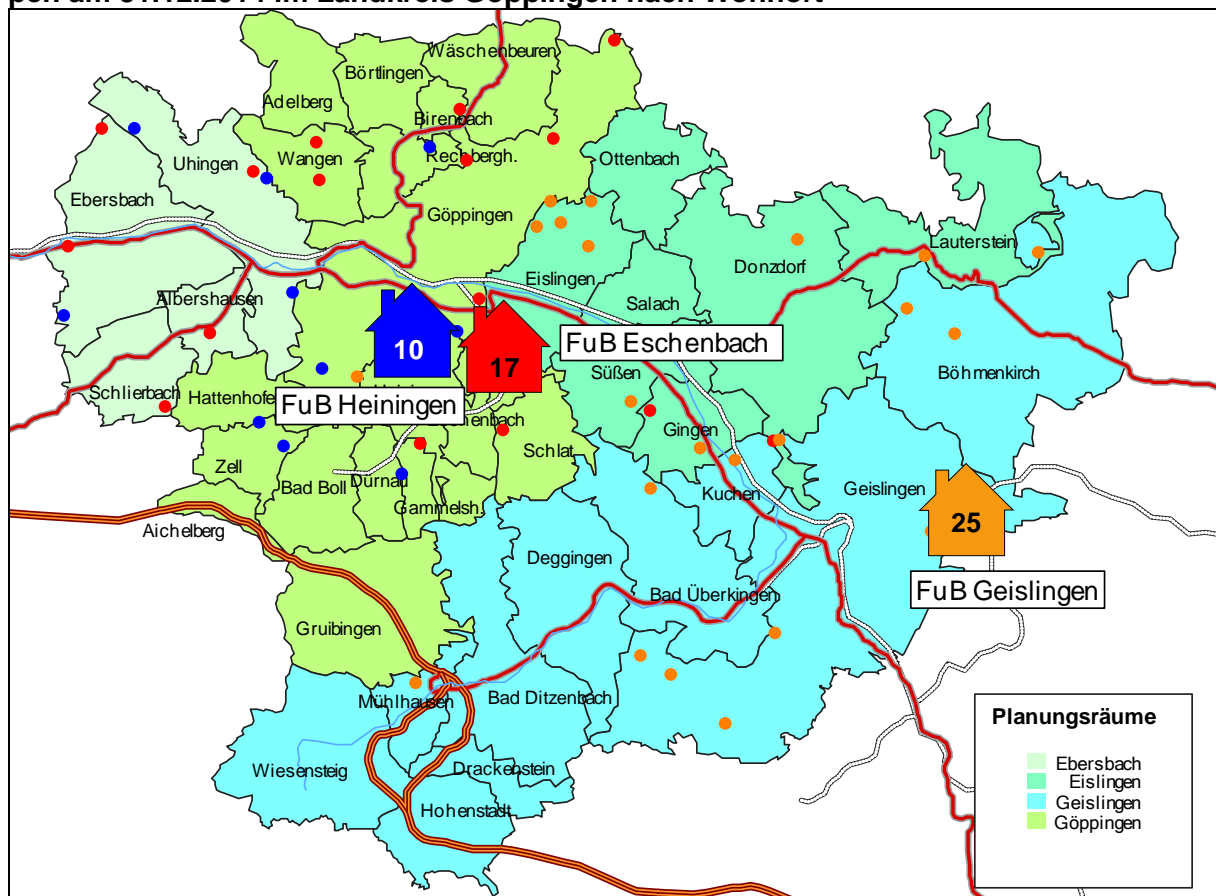 Wäschenbeuren
Börtlingen
Adelberg
Birenbach
Rechbergh.
Wangen
Uhingen
Ottenbach
Ebersbach
Göppingen
Lauterstein
Eislingen
Donzdorf
Salach
Albershausen
10
17
FuB Eschenbach
Süßen
Böhmenkirch
Schlierbach
Hattenhofe
FuB Heiningen
Gingen
Schlat
Zell
Bad Boll
Dürnau
Gammelsh.
Kuchen
Geislingen
25
Aichelberg
Deggingen
Bad Überkingen
FuB Geislingen
Gruibingen
Mühlhausen
Bad Ditzenbach
Wiesensteig
Drackenstein
Hohenstadt
Planungsräume
Ebersbach
Eislingen
Geislingen
Göppingen